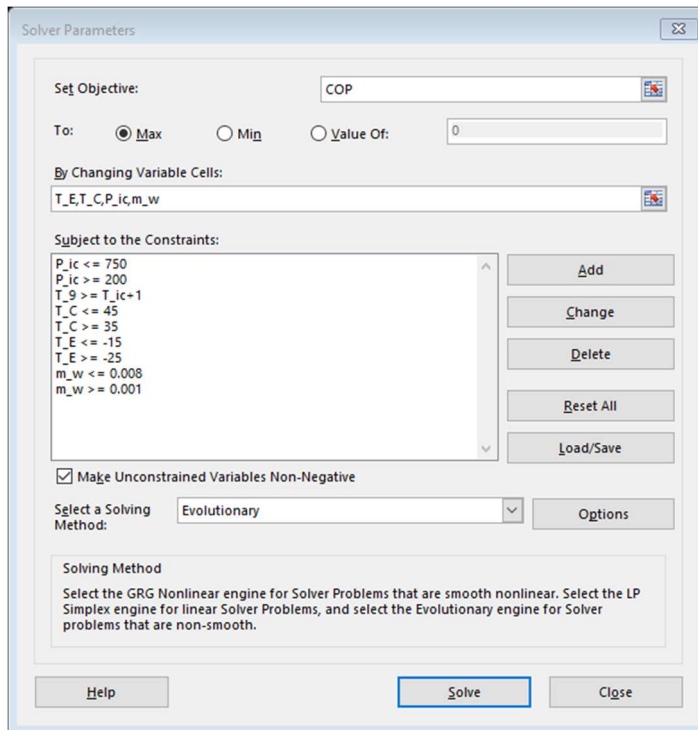 Solver Parameters
Set Objective: COP
To: Max Min Value Of: 0
By Changing Variable Cells:
T_E,T_C,P_ic,m_w
Subject to the Constraints:
P_ic <= 750
P_ic >= 200
T_9 >= T_ic+1
T_C <= 45
T_C >= 35
T_E <= -15
T_E >= -25
m_w <= 0.008
m_w >= 0.001
Add
Change
Delete
Reset All
Load/Save
Make Unconstrained Variables Non-Negative
Select a Solving
Method:
Evolutionary
Options
Solving Method
Select the GRG Nonlinear engine for Solver Problems that are smooth nonlinear. Select the LP
Simplex engine for linear Solver Problems, and select the Evolutionary engine for Solver
problems that are non-smooth.
Help Solve Close